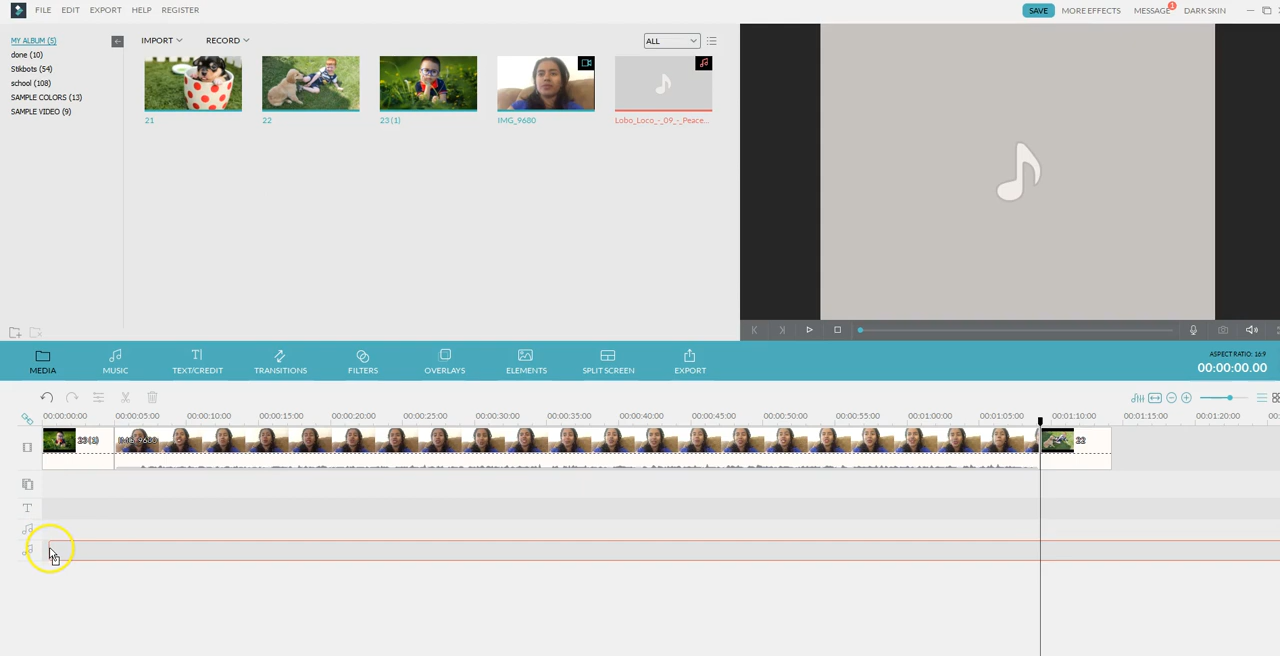 FILE EDIT EXPORT HELP REGISTER
SAVE MORE EFFECTS MESSAGE 1 DARK SKIN
MY ALBUM (5)
done (10)
Stikbots (54)
school (108)
SAMPLE COLORS (13)
SAMPLE VIDEO (9)
IMPORT RECORD ALL
21 22 23 (1) IMG_9680 Lobo_Loco_-_09_-_Peace...
MEDIA MUSIC TEXT/CREDIT TRANSITIONS FILTERS OVERLAYS ELEMENTS SPLIT SCREEN EXPORT
ASPECT RATIO: 16:9
00:00:00.00
00:00:00:00 00:00:05:00 00:00:10:00 00:00:15:00 00:00:20:00 00:00:25:00 00:00:30:00 00:00:35:00 00:00:40:00 00:00:45:00 00:00:50:00 00:00:55:00 00:01:00:00 00:01:05:00 00:01:10:00 00:01:15:00 00:01:20:00
23(1) IMG_9680 22
T